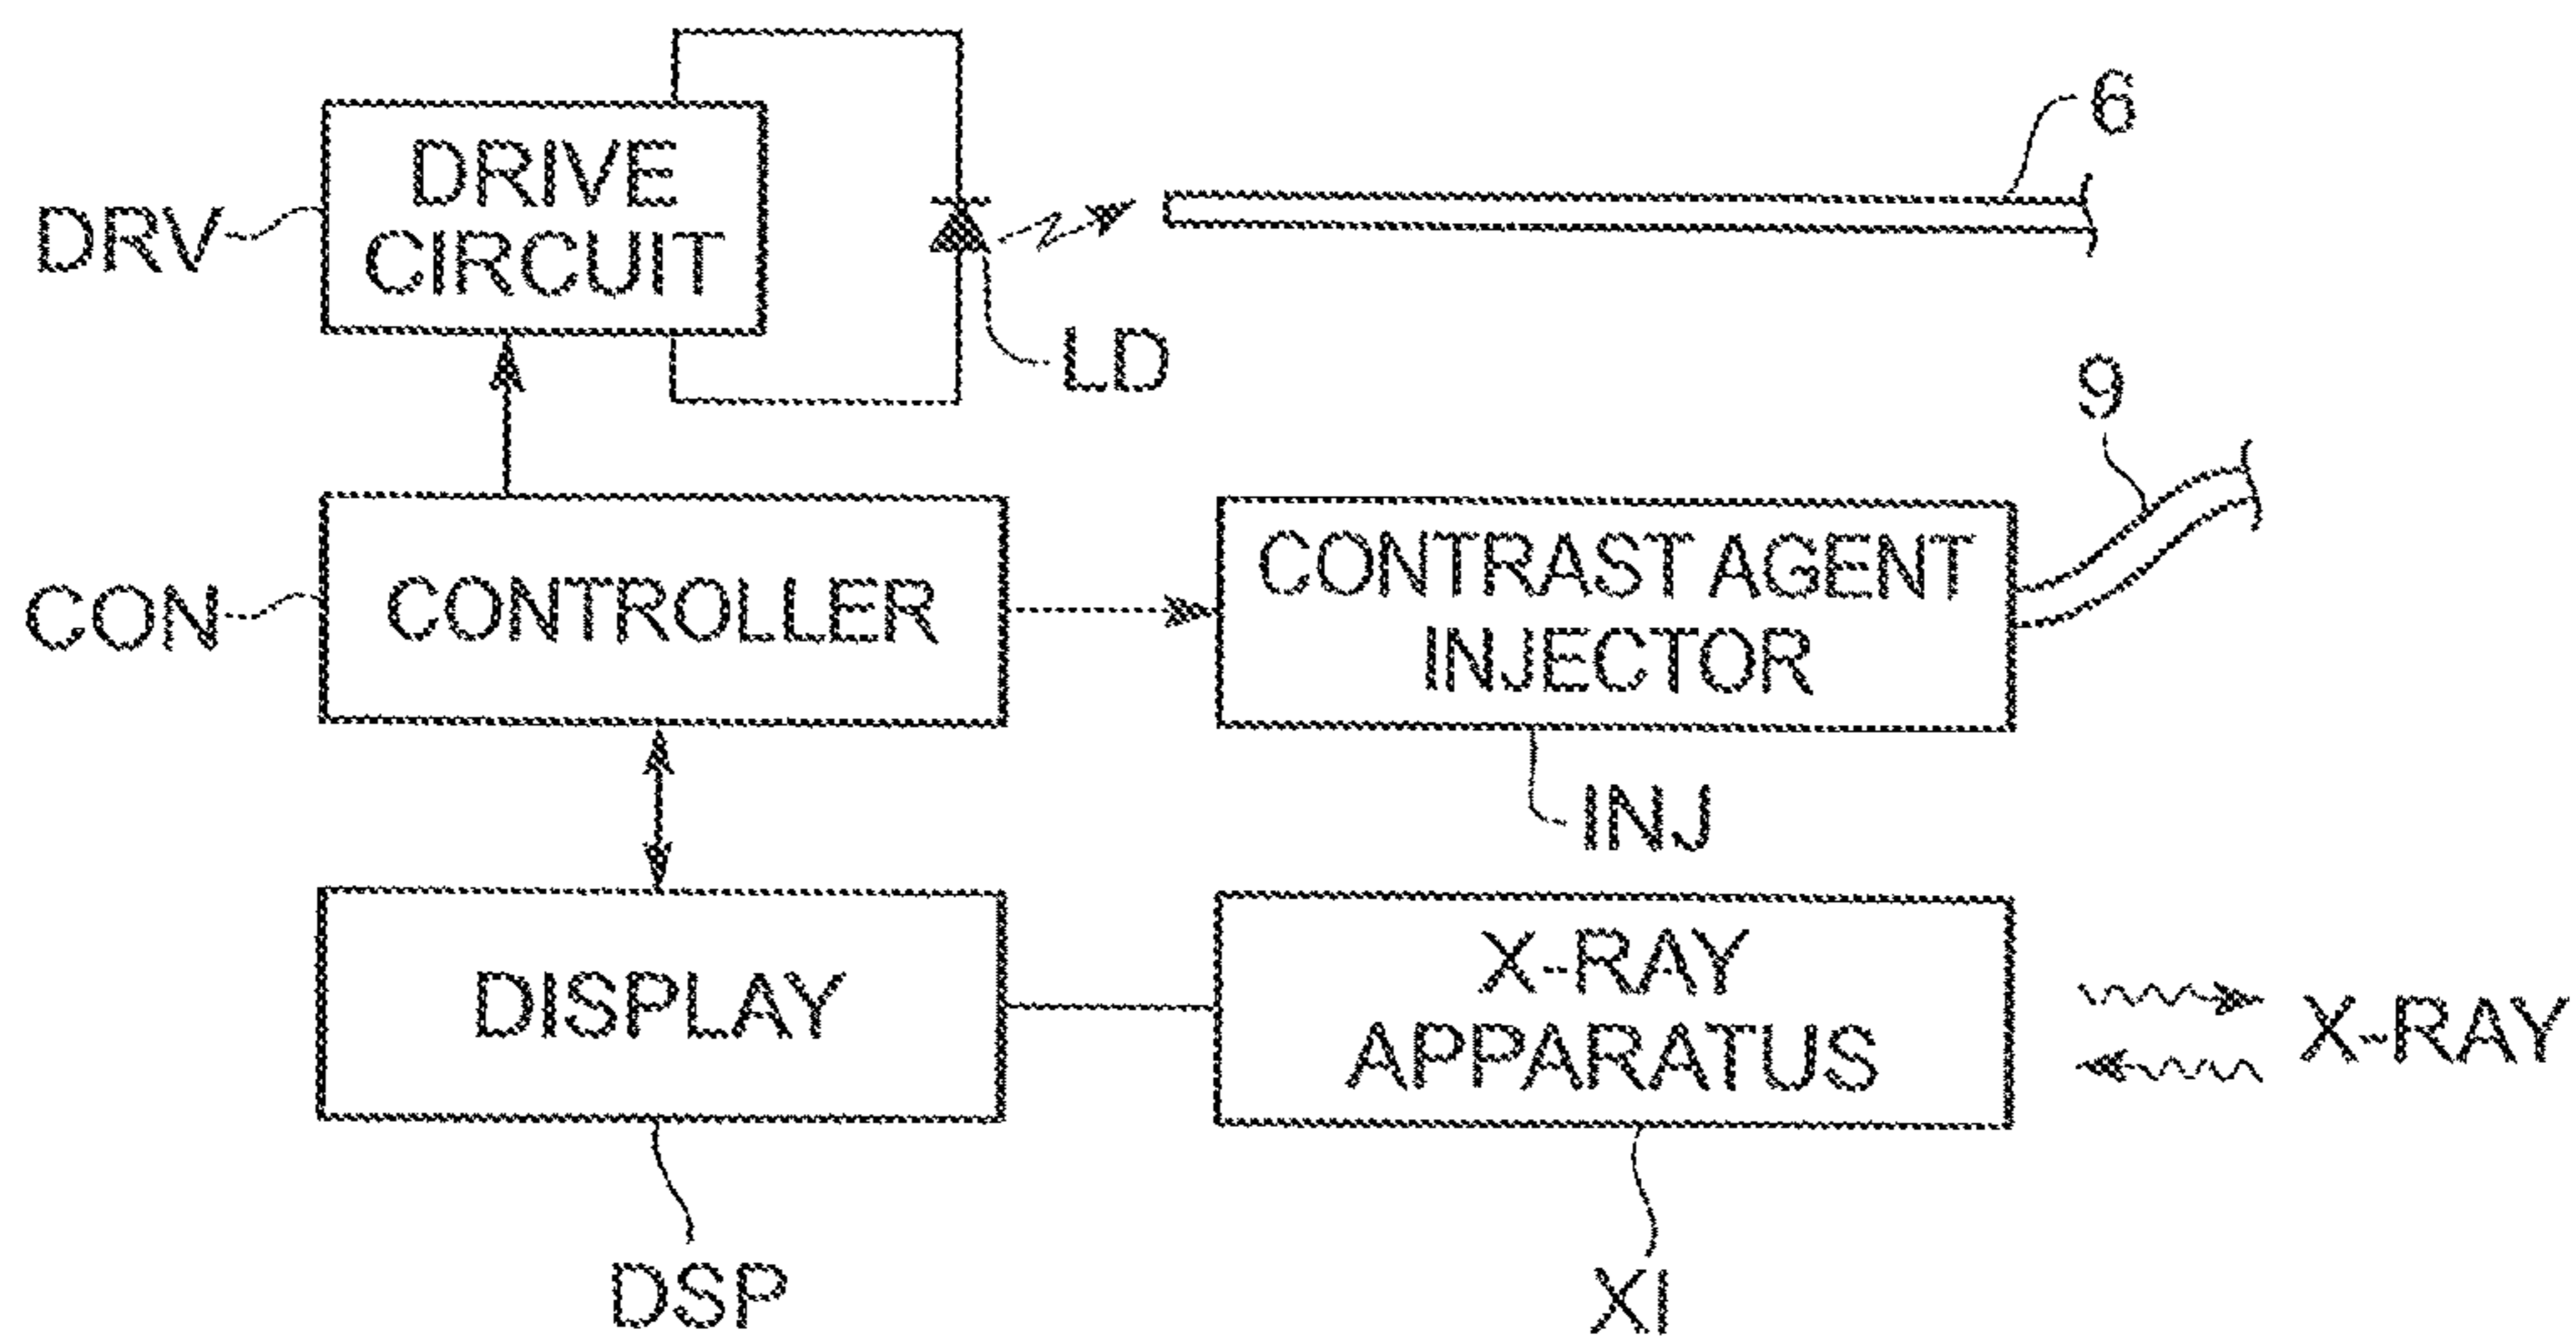 6
DRIVE
CIRCUIT
DRV
LD
9
CONTROLLER
CON
CONTRAST AGENT
INJECTOR
INJ
DISPLAY
X-RAY
APPARATUS
X-RAY
DSP
XI